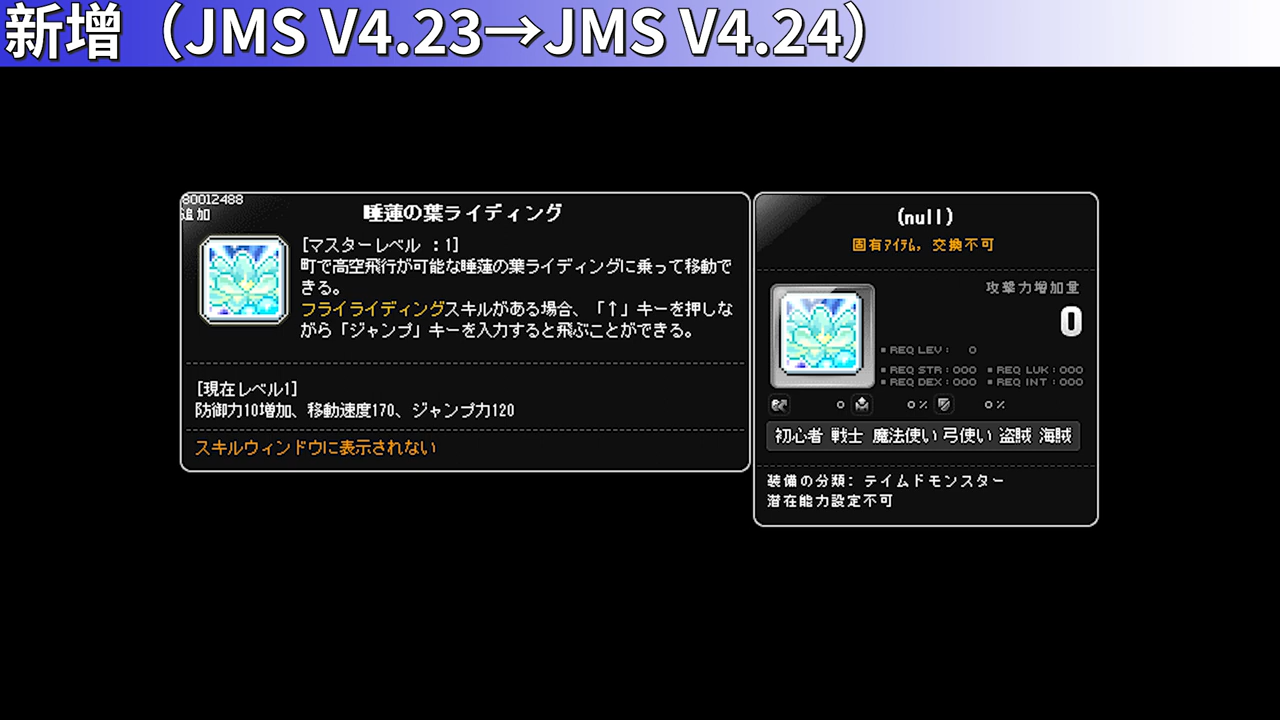 新増（JMS V4.23→JMS V4.24）
80012488
追加
睡蓮の葉ライディング
[マスターレベル ：1]
町で高空飛行が可能な睡蓮の葉ライディングに乗って移動で
きる。
フライライディングスキルがある場合、「↑」キーを押しな
がら「ジャンプ」キーを入力すると飛ぶことができる。
[現在レベル1]
防御力10増加、移動速度170、ジャンプ力120
スキルウィンドウに表示されない
(null)
固有ｱｲﾃﾑ, 交換不可
攻撃力増加量
0
REQ LEV : 0
REQ STR : 000 REQ LUK : 000
REQ DEX : 000 REQ INT : 000
0 0 % 0 %
初心者 戦士 魔法使い 弓使い 盗賊 海賊
装備の分類: テイムドモンスター
潜在能力設定不可